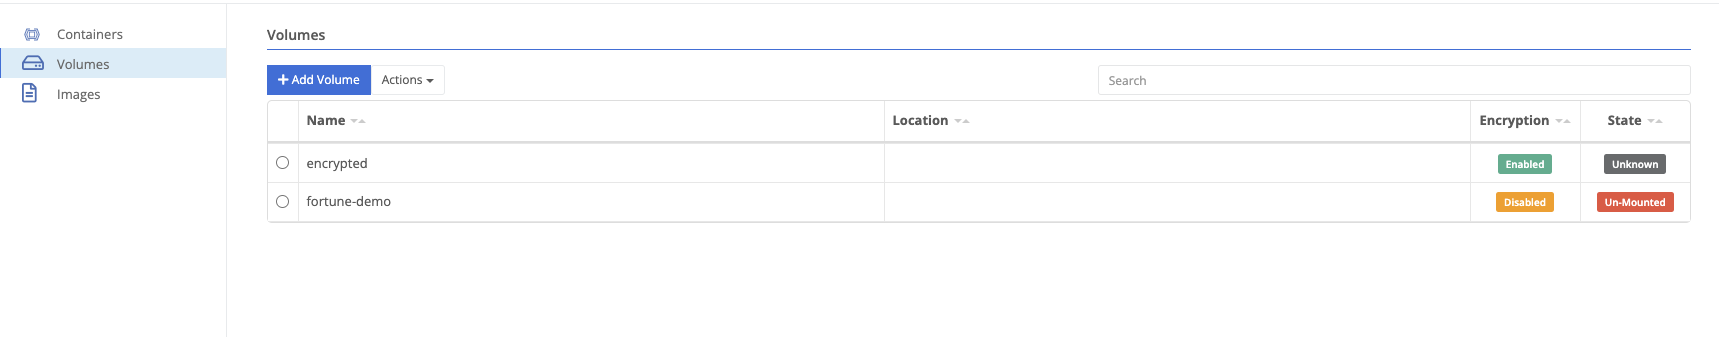 Containers
Volumes
Images
Volumes
Add Volume Actions Search
Name Location Encryption State
encrypted Enabled Unknown
fortune-demo Disabled Un-Mounted